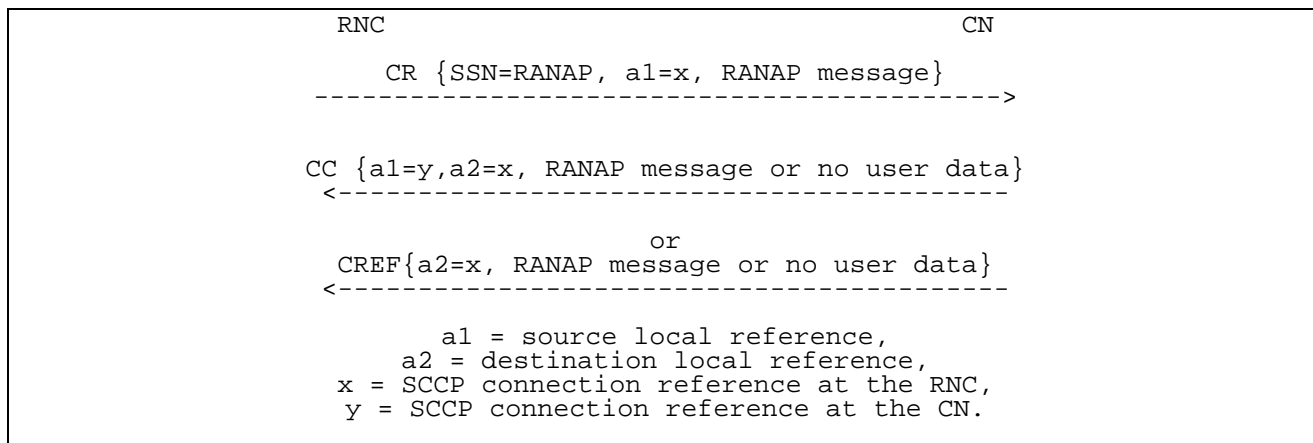 RNC CN
CR {SSN=RANAP, a1=x, RANAP message}
------------------------------------------->
CC {a1=y,a2=x, RANAP message or no user data}
<------------------------------------------
or
CREF{a2=x, RANAP message or no user data}
<------------------------------------------
a1 = source local reference,
a2 = destination local reference,
x = SCCP connection reference at the RNC,
y = SCCP connection reference at the CN.